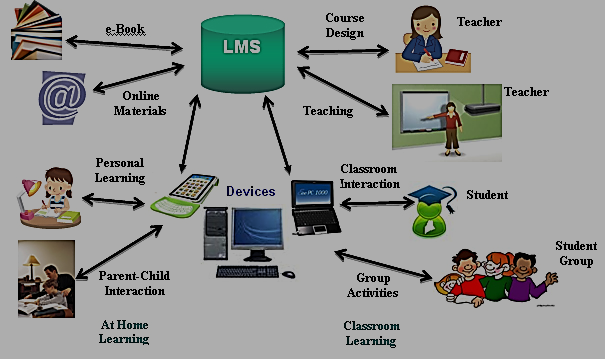 e-Book
LMS
Course
Design
Teacher
Online
Materials
Teaching
Teacher
Personal
Learning
Devices
Classroom
Interaction
Student
Parent-Child
Interaction
Group
Activities
Student
Group
At Home
Learning
Classroom
Learning